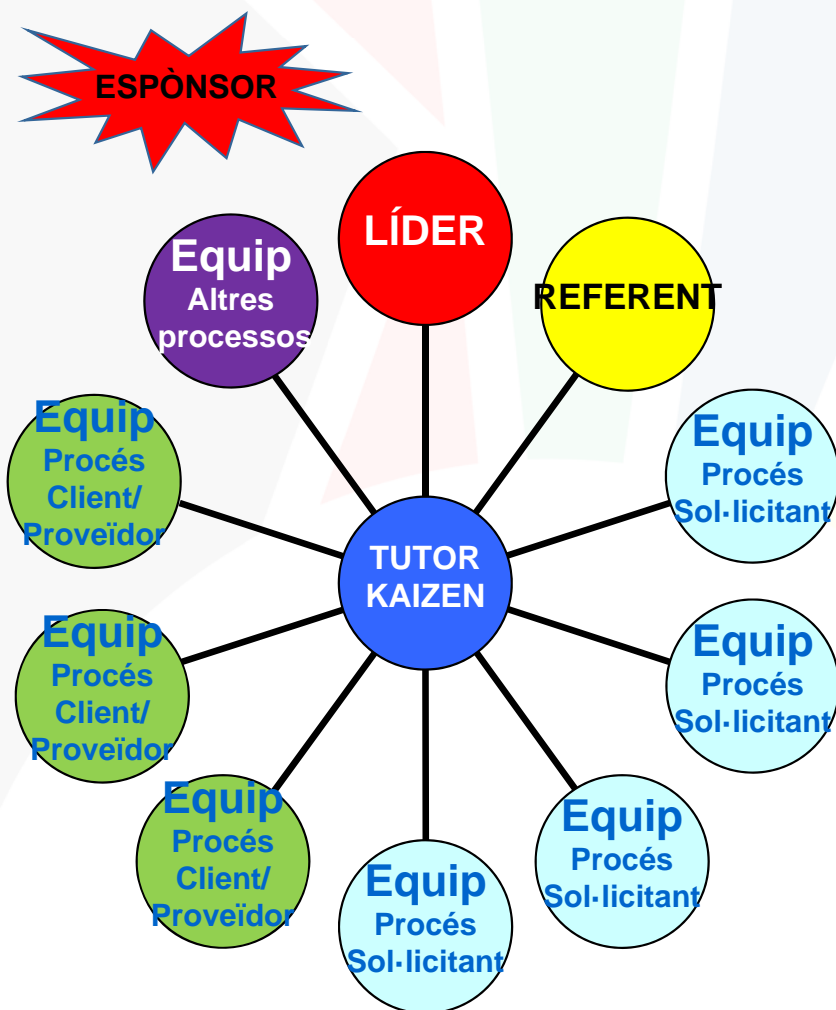 ESPÒNSOR
LÍDER
REFERENT
Equip
Altres
processos
Equip
Procés
Client/
Proveïdor
Equip
Procés
Sol·licitant
TUTOR
KAIZEN
Equip
Procés
Client/
Proveïdor
Equip
Procés
Sol·licitant
Equip
Procés
Client/
Proveïdor
Equip
Procés
Sol·licitant
Equip
Procés
Sol·licitant